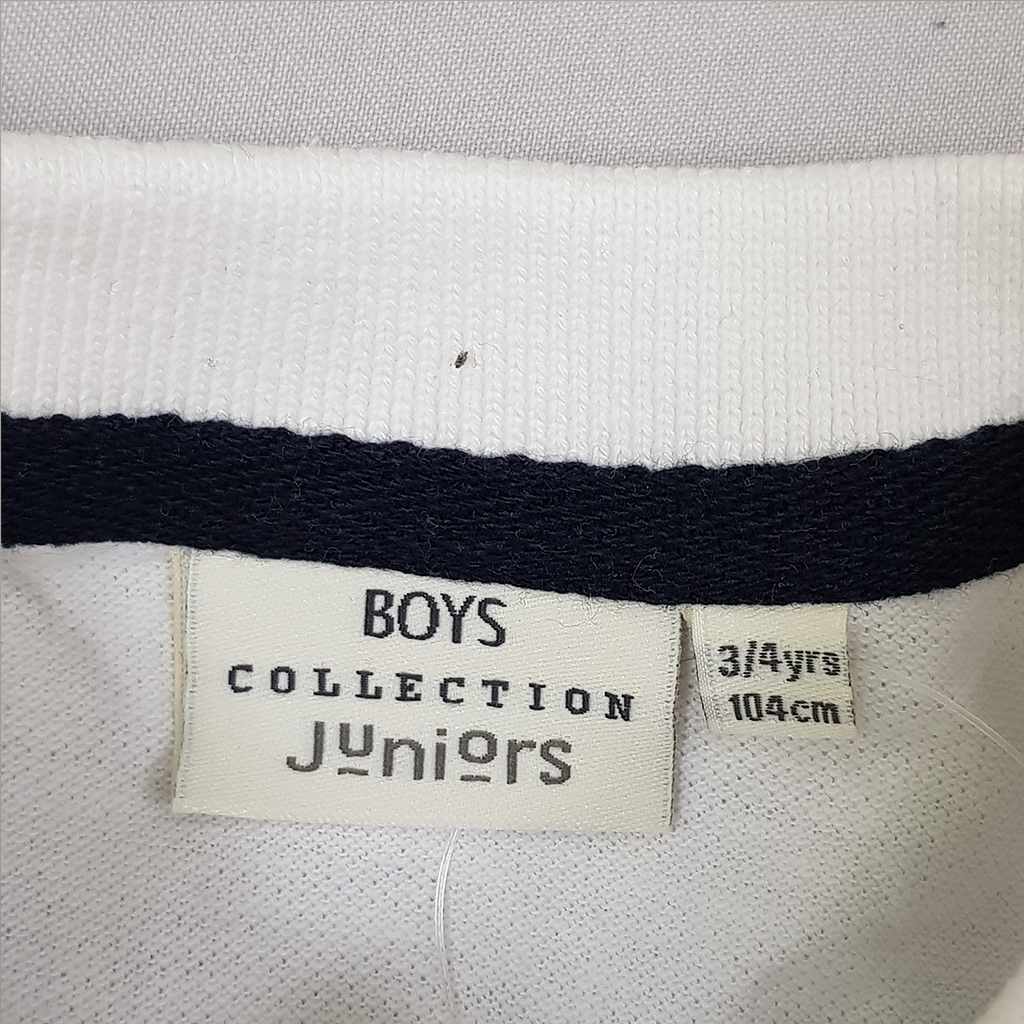 BOYS
COLLECTION
Juniors
3/4yrs
104cm